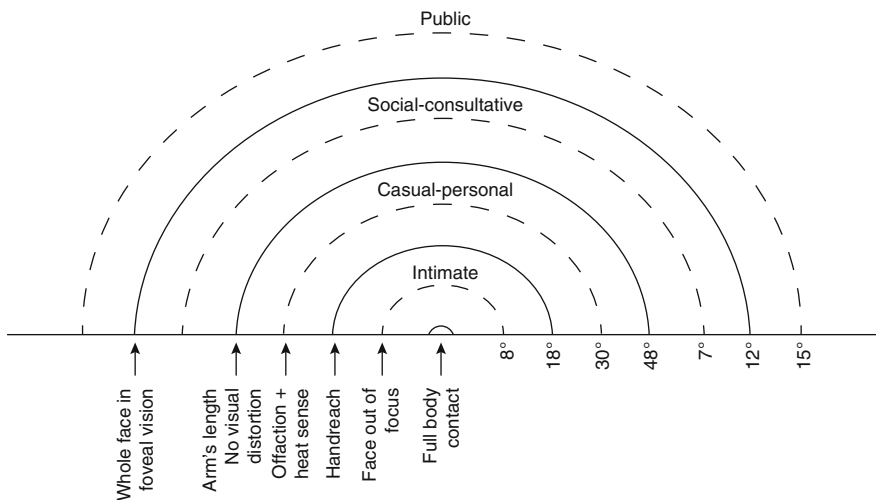 Public
Social-consultative
Casual-personal
Intimate
8°
18°
30°
48°
7°
12°
15°
Whole face in
foveal vision
Arm's length
No visual
distortion
Offaction +
heat sense
Handreach
Face out of
focus
Full body
contact